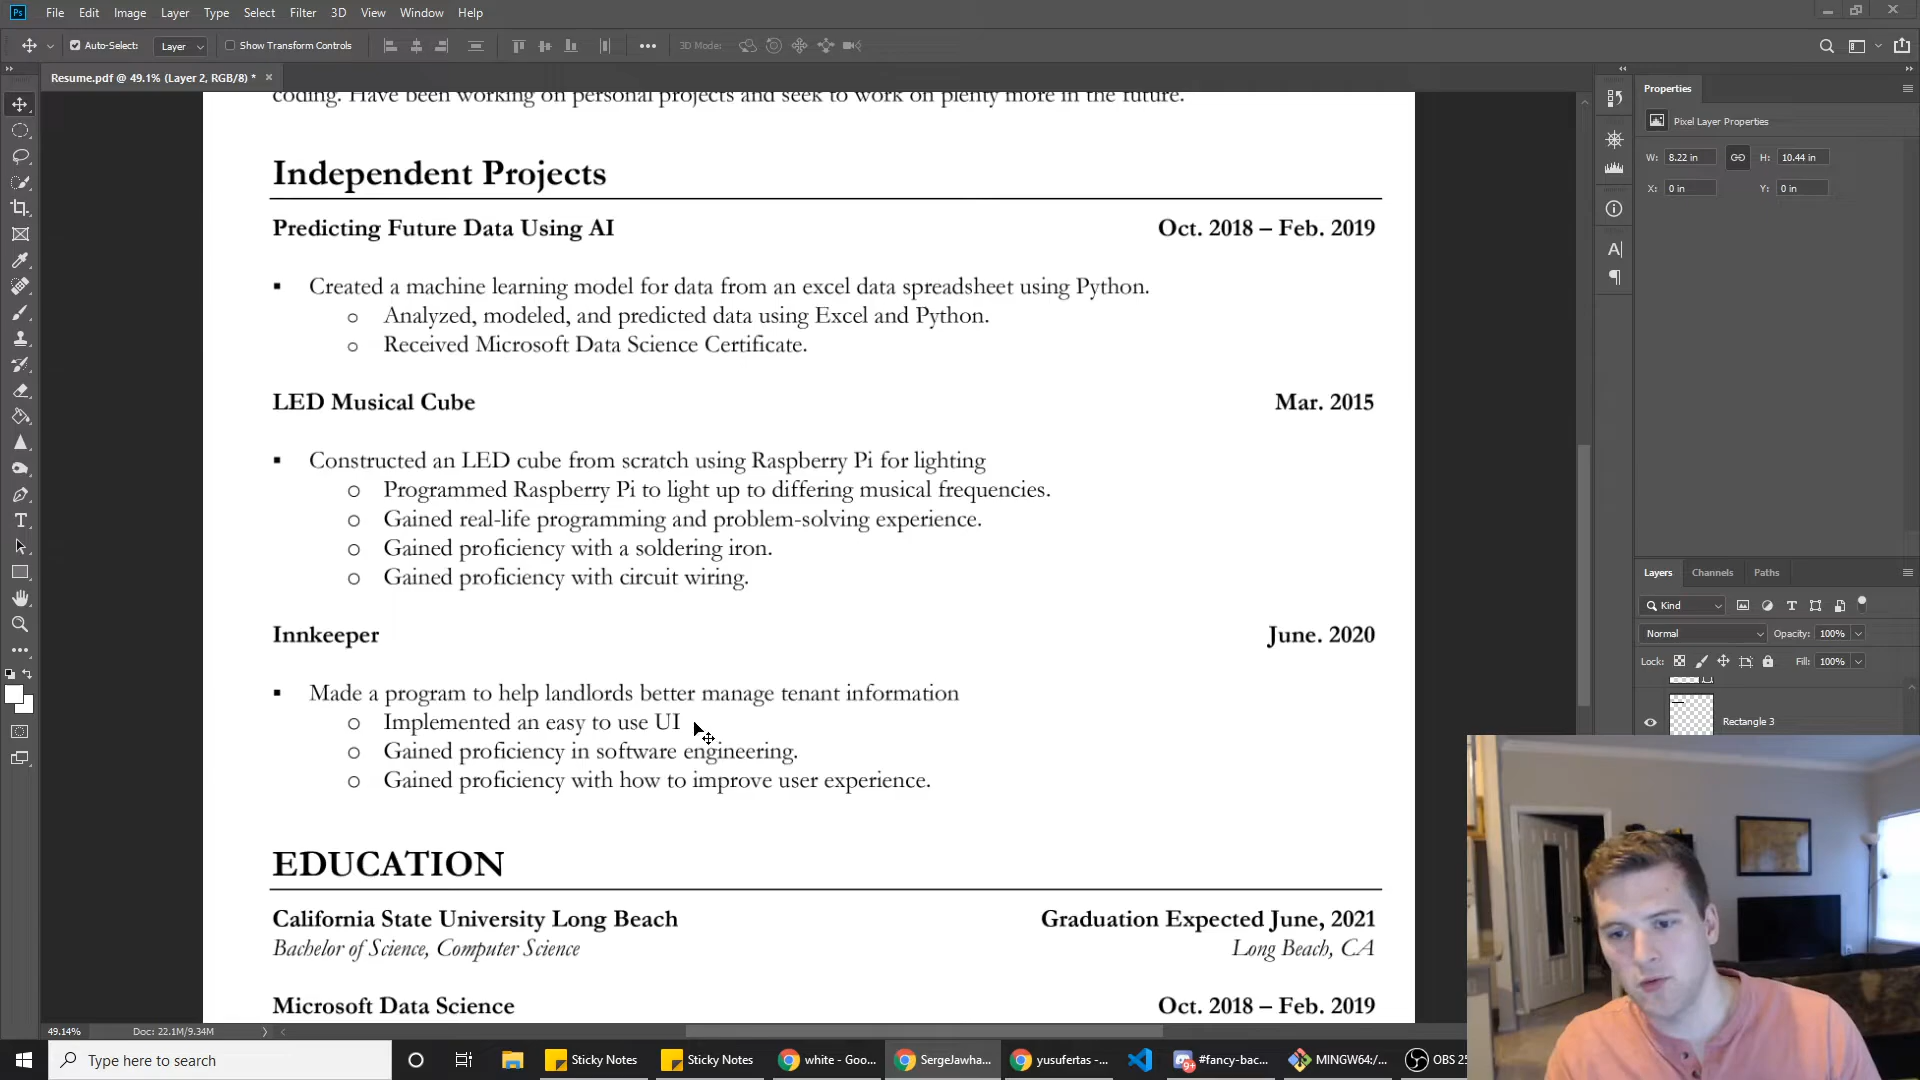 Ps File Edit Image Layer Type Select Filter 3D View Window Help
Auto-Select: Layer Show Transform Controls 3D Mode:
Resume.pdf @ 49.1% (Layer 2, RGB/8) * ×
coding. Have been working on personal projects and seek to work on plenty more in the future.
Independent Projects
Predicting Future Data Using AI Oct. 2018 – Feb. 2019
▪ Created a machine learning model for data from an excel data spreadsheet using Python.
o Analyzed, modeled, and predicted data using Excel and Python.
o Received Microsoft Data Science Certificate.
LED Musical Cube Mar. 2015
▪ Constructed an LED cube from scratch using Raspberry Pi for lighting
o Programmed Raspberry Pi to light up to differing musical frequencies.
o Gained real-life programming and problem-solving experience.
o Gained proficiency with a soldering iron.
o Gained proficiency with circuit wiring.
Innkeeper June. 2020
▪ Made a program to help landlords better manage tenant information
o Implemented an easy to use UI
o Gained proficiency in software engineering.
o Gained proficiency with how to improve user experience.
EDUCATION
California State University Long Beach Graduation Expected June, 2021
Bachelor of Science, Computer Science Long Beach, CA
Microsoft Data Science Oct. 2018 – Feb. 2019
Properties
Pixel Layer Properties
W: 8.22 in H: 10.44 in
X: 0 in Y: 0 in
Layers Channels Paths
Kind
Normal Opacity: 100%
Lock: Fill: 100%
Rectangle 3
49.14% Doc: 22.1M/9.34M
Type here to search
Sticky Notes
Sticky Notes
white - Goo...
SergeJawha...
yusufertas -...
#fancy-bac...
MINGW64:/...
OBS 25